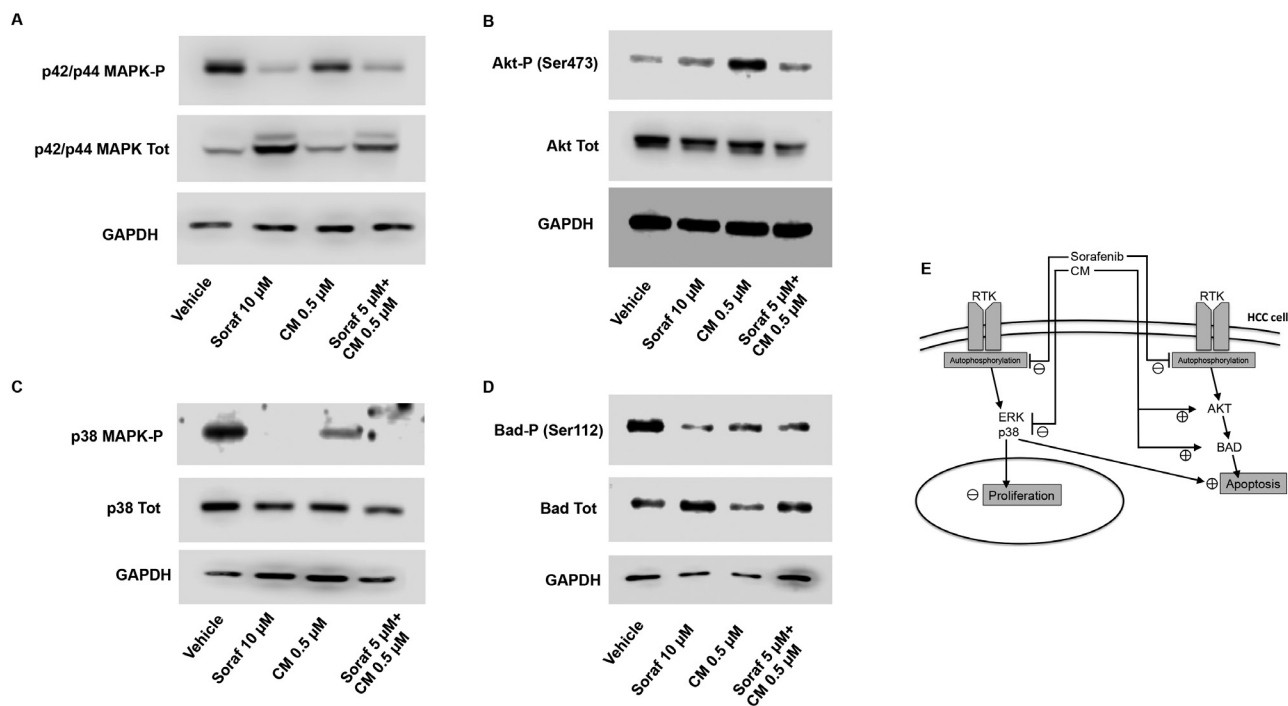 A
p42/p44 MAPK-P
p42/p44 MAPK Tot
GAPDH
Vehicle
Soraf 10 µM
CM 0.5 µM
Soraf 5 µM+
CM 0.5 µM
B
Akt-P (Ser473)
Akt Tot
GAPDH
Vehicle
Soraf 10 µM
CM 0.5 µM
Soraf 5 µM+
CM 0.5 µM
C
p38 MAPK-P
p38 Tot
GAPDH
Vehicle
Soraf 10 µM
CM 0.5 µM
Soraf 5 µM+
CM 0.5 µM
D
Bad-P (Ser112)
Bad Tot
GAPDH
Vehicle
Soraf 10 µM
CM 0.5 µM
Soraf 5 µM+
CM 0.5 µM
E
Sorafenib
CM
RTK
RTK
HCC cell
Autophosphorylation
Autophosphorylation
⊖
⊖
ERK
p38
⊖
⊕
AKT
⊕
BAD
⊖
Proliferation
⊕
Apoptosis